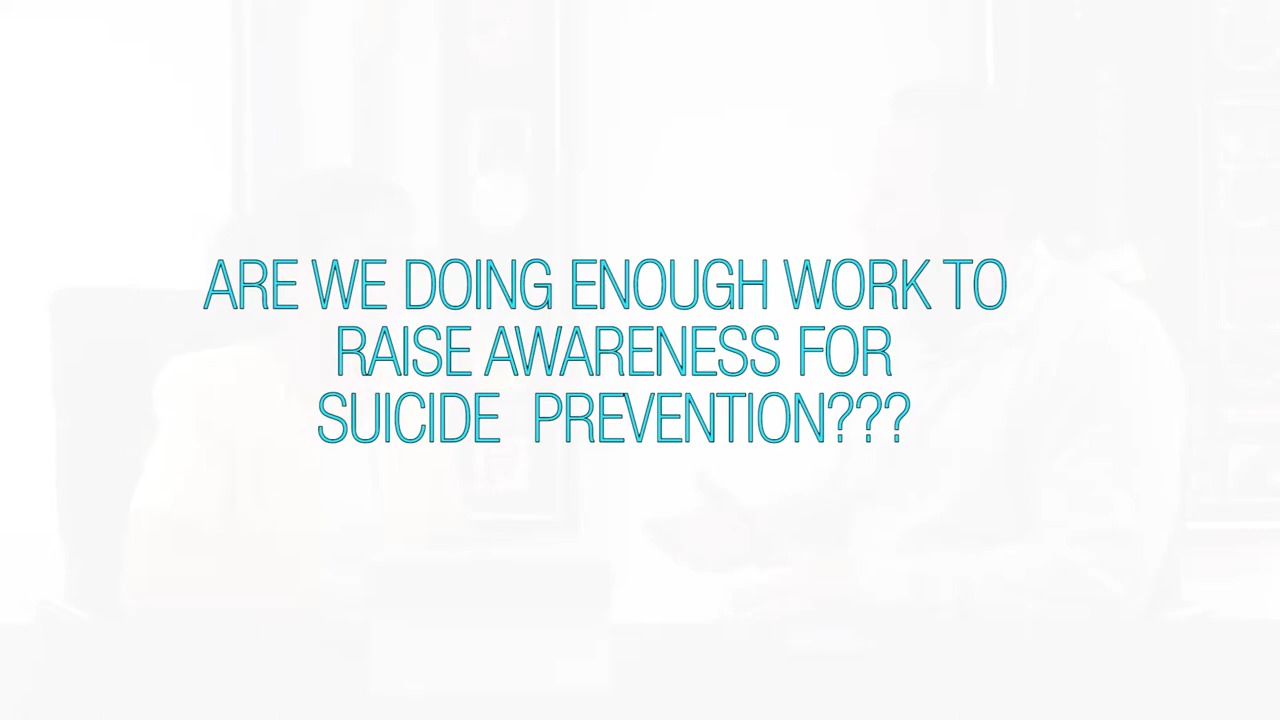 ARE WE DOING ENOUGH WORK TO
RAISE AWARENESS FOR
SUICIDE PREVENTION???